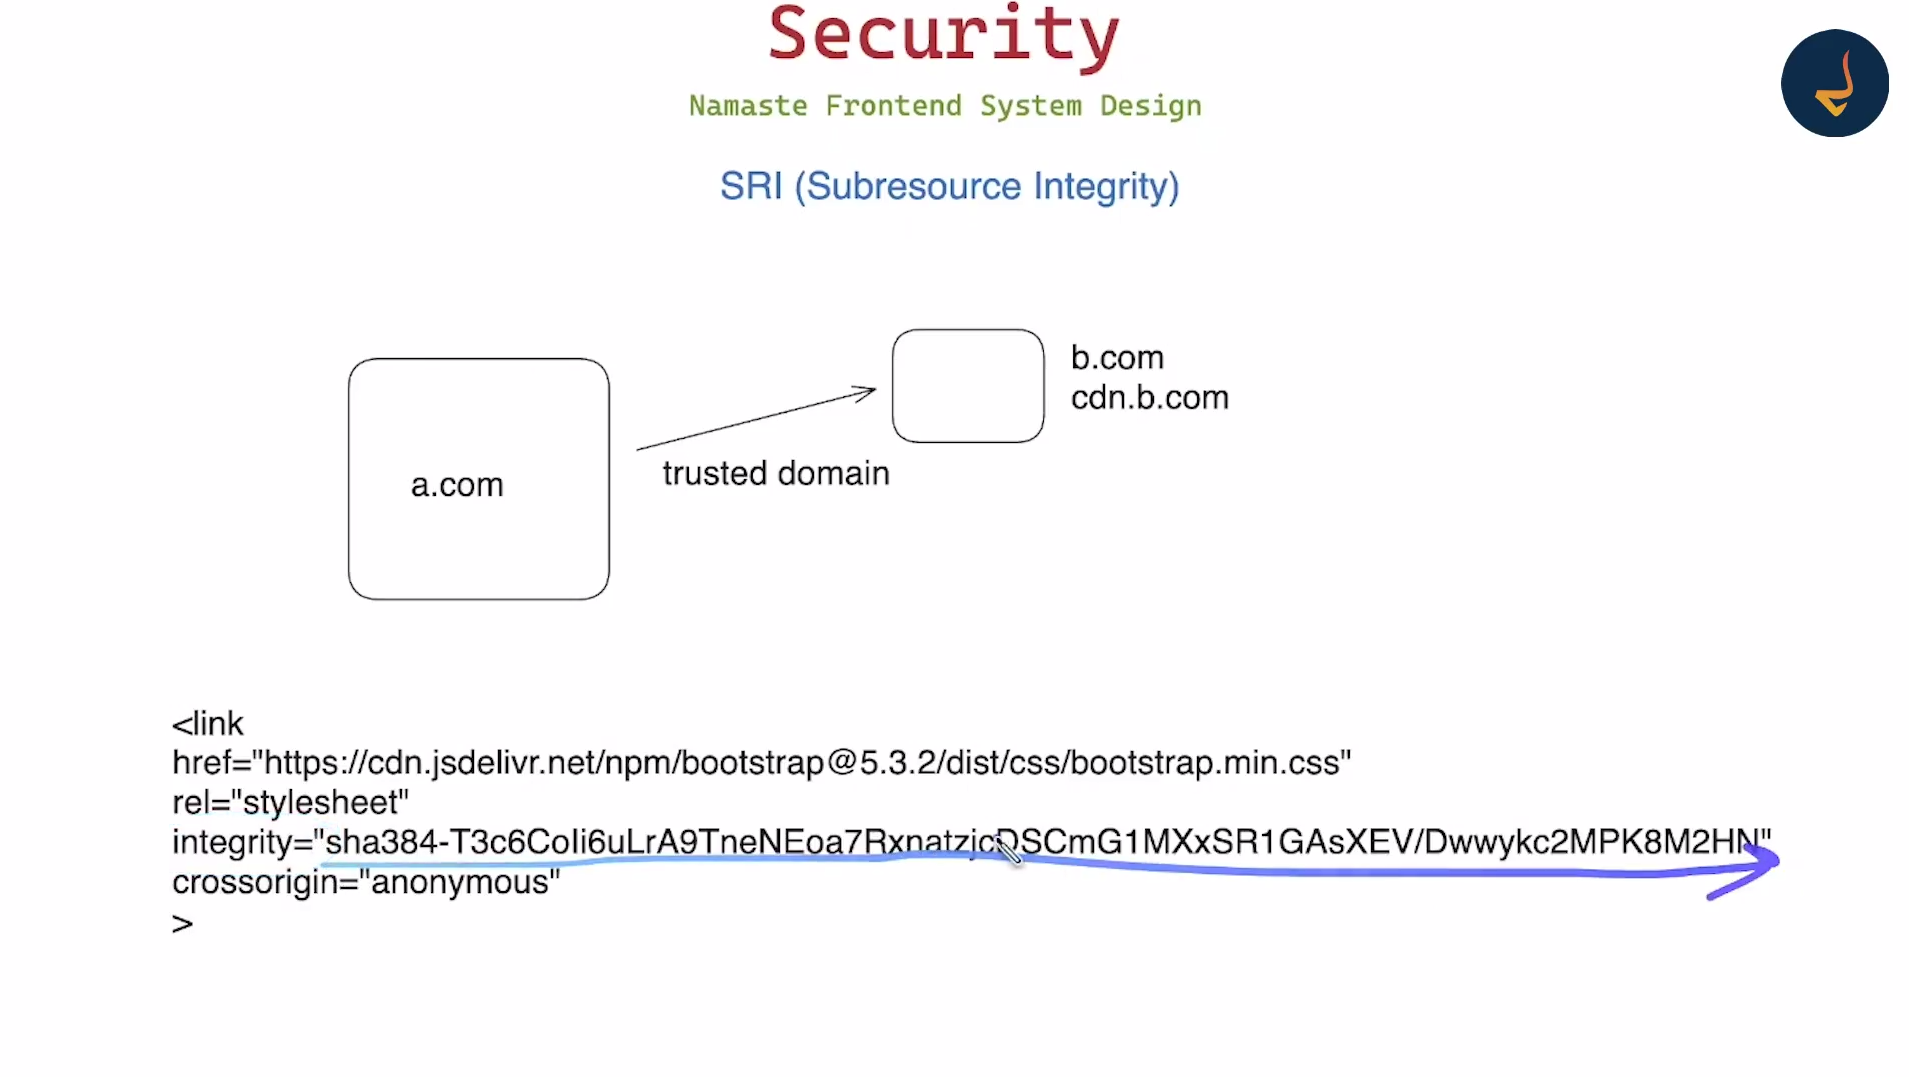 Security
Namaste Frontend System Design
SRI (Subresource Integrity)
b.com
cdn.b.com
trusted domain
a.com
<link
href="https://cdn.jsdelivr.net/npm/bootstrap@5.3.2/dist/css/bootstrap.min.css"
rel="stylesheet"
integrity="sha384-T3c6CoIi6uLrA9TneNEoa7RxnatzjcDSCmG1MXxSR1GAsXEV/Dwwykc2MPK8M2HN"
crossorigin="anonymous"
>